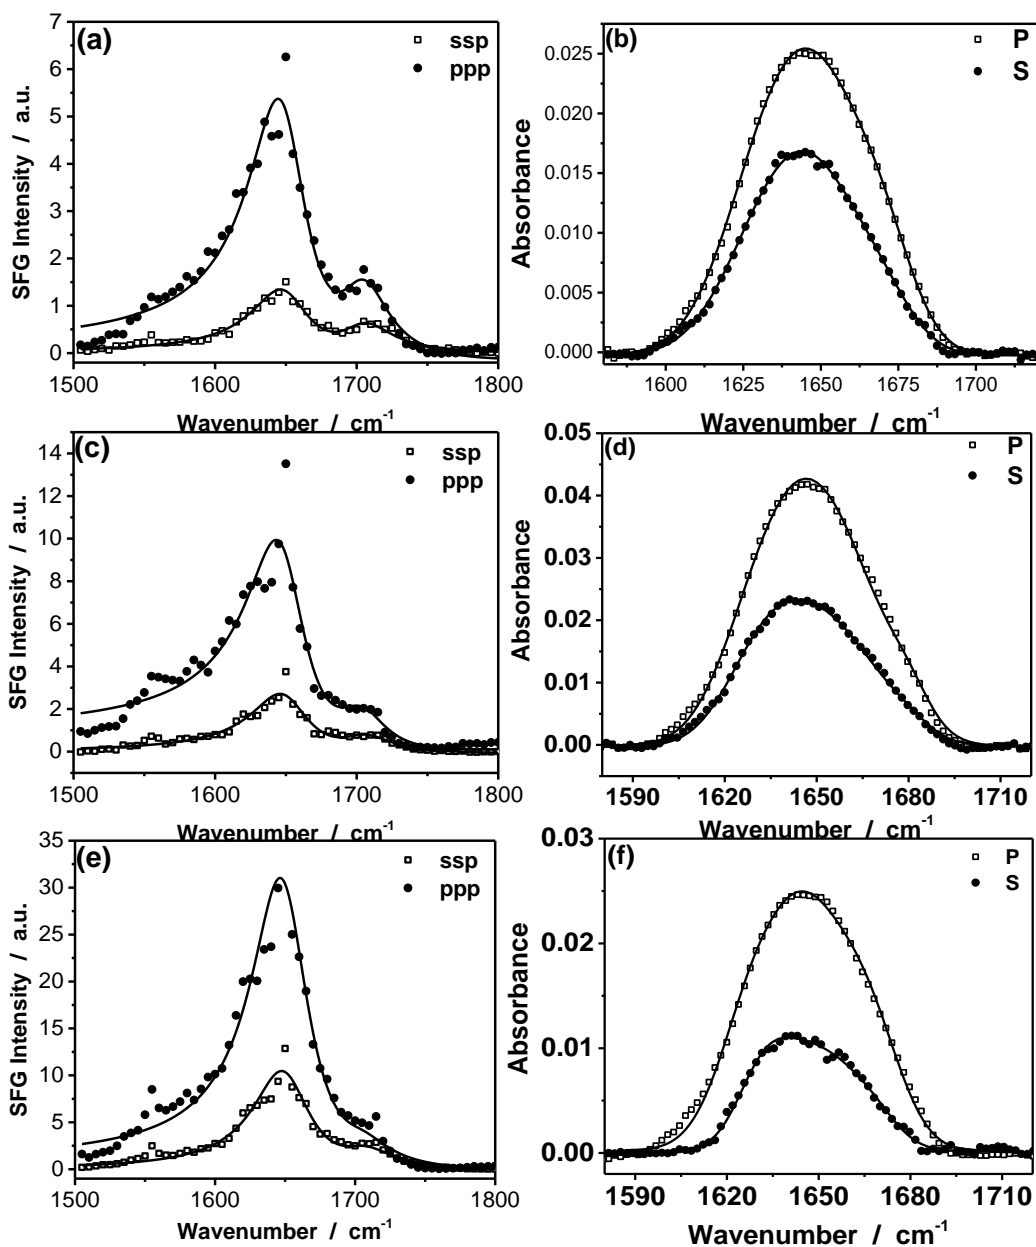 (a)
ssp
ppp
7
6
5
4
3
2
1
0
SFG Intensity / a.u.
1500 1600 1700 1800
Wavenumber / cm-1
(b)
P
S
0.025
0.020
0.015
0.010
0.005
0.000
Absorbance
1600 1625 1650 1675 1700
Wavenumber / cm-1
(c)
ssp
ppp
14
12
10
8
6
4
2
0
SFG Intensity / a.u.
1500 1600 1700 1800
Wavenumber / cm-1
(d)
P
S
0.05
0.04
0.03
0.02
0.01
0.00
Absorbance
1590 1620 1650 1680 1710
Wavenumber / cm-1
(e)
ssp
ppp
35
30
25
20
15
10
5
0
SFG Intensity / a.u.
1500 1600 1700 1800
Wavenumber / cm-1
(f)
P
S
0.03
0.02
0.01
0.00
Absorbance
1590 1620 1650 1680 1710
Wavenumber / cm-1